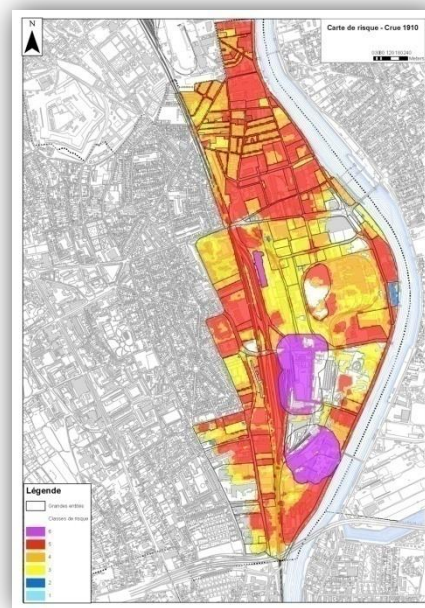 N
Carte de risque - Crue 1910
Légende
Grandes entités
Classes de risque
6
5
4
3
2
1